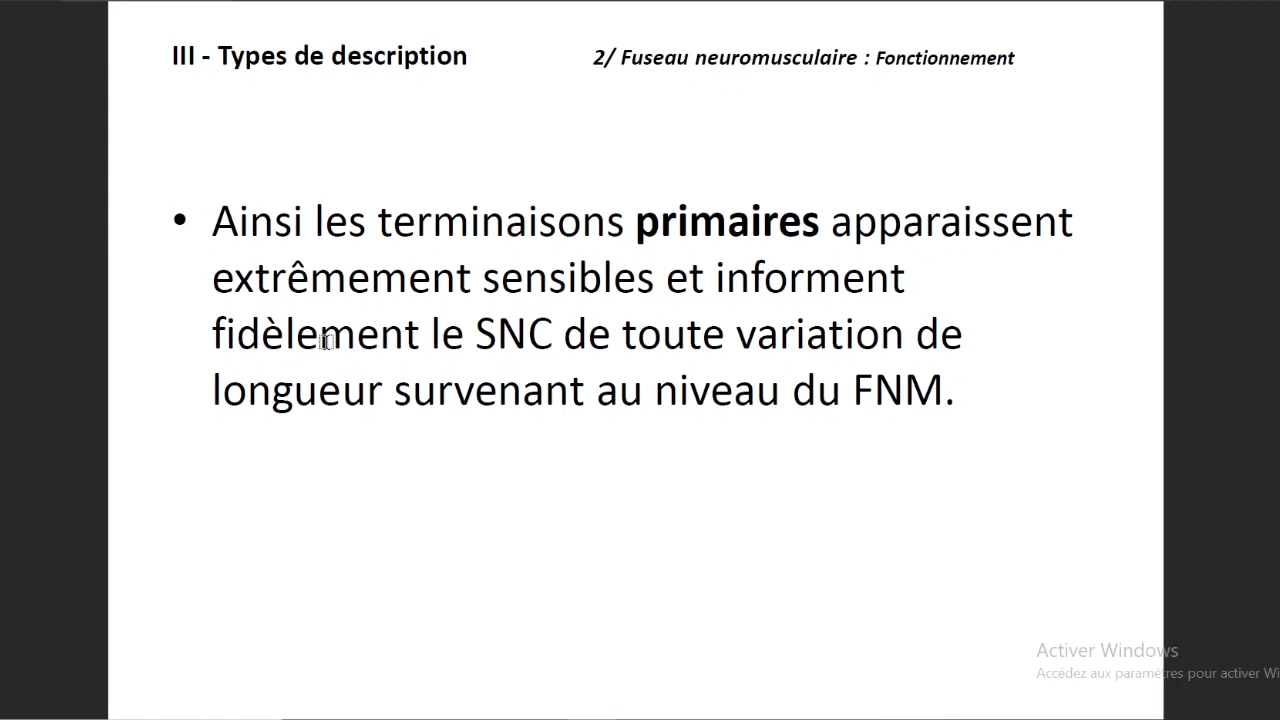 III - Types de description
2/ Fuseau neuromusculaire : Fonctionnement
• Ainsi les terminaisons primaires apparaissent
extrêmement sensibles et informent
fidèlement le SNC de toute variation de
longueur survenant au niveau du FNM.
Activer Windows
Accédez aux paramètres pour activer Wi